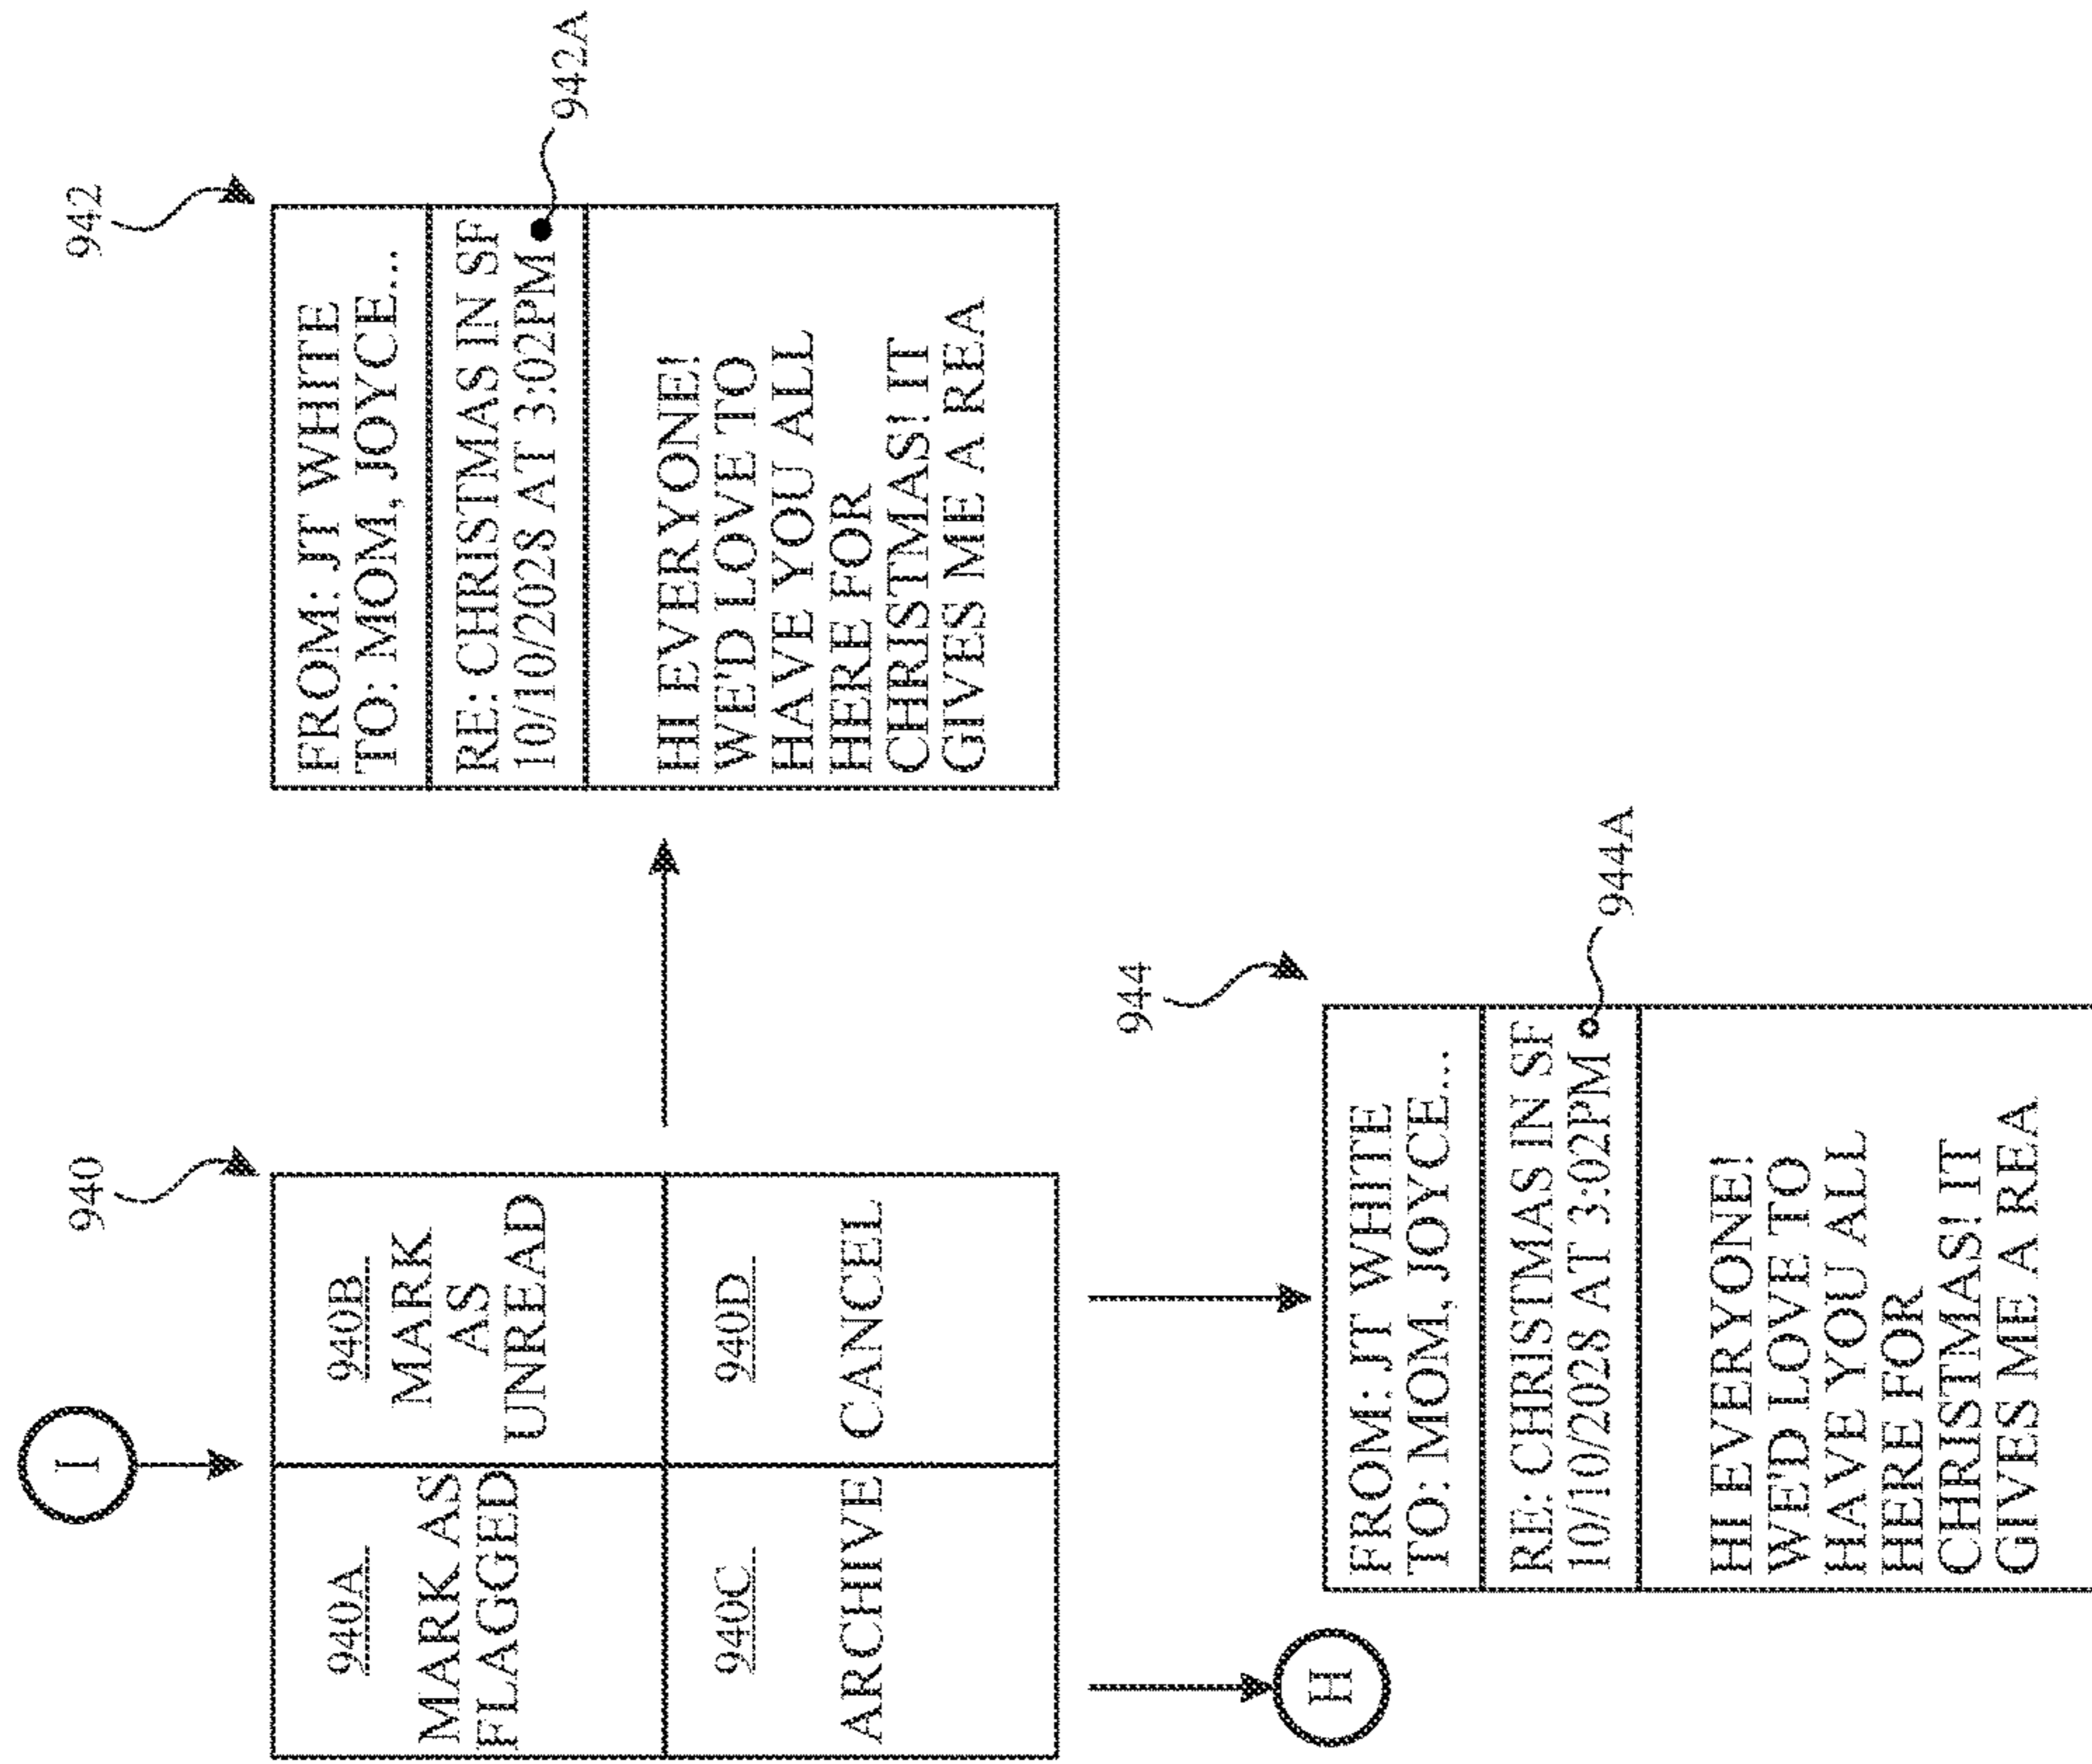 I
940
940A
MARK AS
FLAGGED
940B
MARK
AS
UNREAD
940C
ARCHIVE
940D
CANCEL
942
FROM: JT WHITE
TO: MOM, JOYCE...
RE: CHRISTMAS IN SF
10/10/2028 AT 3:02PM
942A
HI EVERYONE!
WE'D LOVE TO
HAVE YOU ALL
HERE FOR
CHRISTMAS! IT
GIVES ME A REA
H
944
FROM: JT WHITE
TO: MOM, JOYCE...
RE: CHRISTMAS IN SF
10/10/2028 AT 3:02PM
944A
HI EVERYONE!
WE'D LOVE TO
HAVE YOU ALL
HERE FOR
CHRISTMAS! IT
GIVES ME A REA